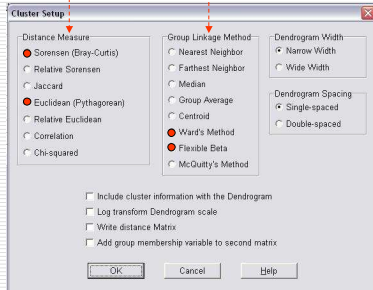 Cluster Setup
Distance Measure
Sorensen (Bray-Curtis)
Relative Sorensen
Jaccard
Euclidean (Pythagorean)
Relative Euclidean
Correlation
Chi-squared
Group Linkage Method
Nearest Neighbor
Farthest Neighbor
Median
Group Average
Centroid
Ward's Method
Flexible Beta
McQuitty's Method
Dendrogram Width
Narrow Width
Wide Width
Dendrogram Spacing
Single-spaced
Double-spaced
Include cluster information with the Dendrogram
Log transform Dendrogram scale
Write distance Matrix
Add group membership variable to second matrix
OK
Cancel
Help